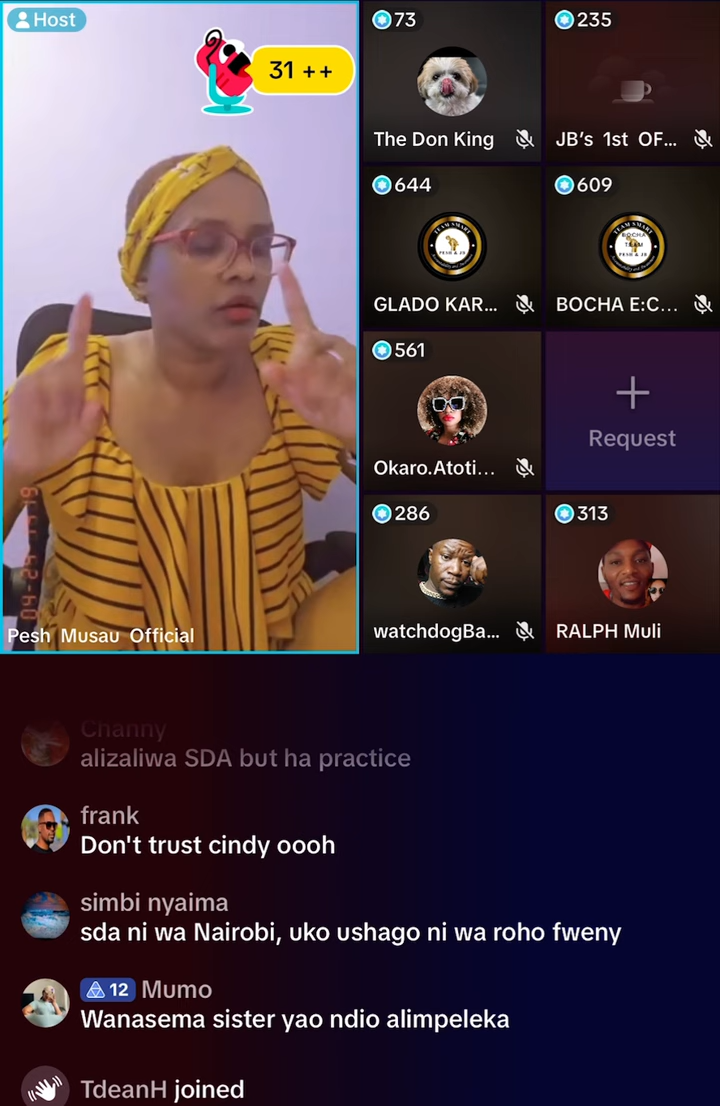 Host
31 ++
73
The Don King
235
JB's 1st OF...
644
GLADO KAR...
609
BOCHA E:C...
561
Okaro.Atoti...
Request
286
watchdogBa...
313
RALPH Muli
Pesh Musau Official
Channy
alizaliwa SDA but ha practice
frank
Don't trust cindy oooh
simbi nyaima
sda ni wa Nairobi, uko ushago ni wa roho fweny
12 Mumo
Wanasema sister yao ndio alimpeleka
TdeanH joined